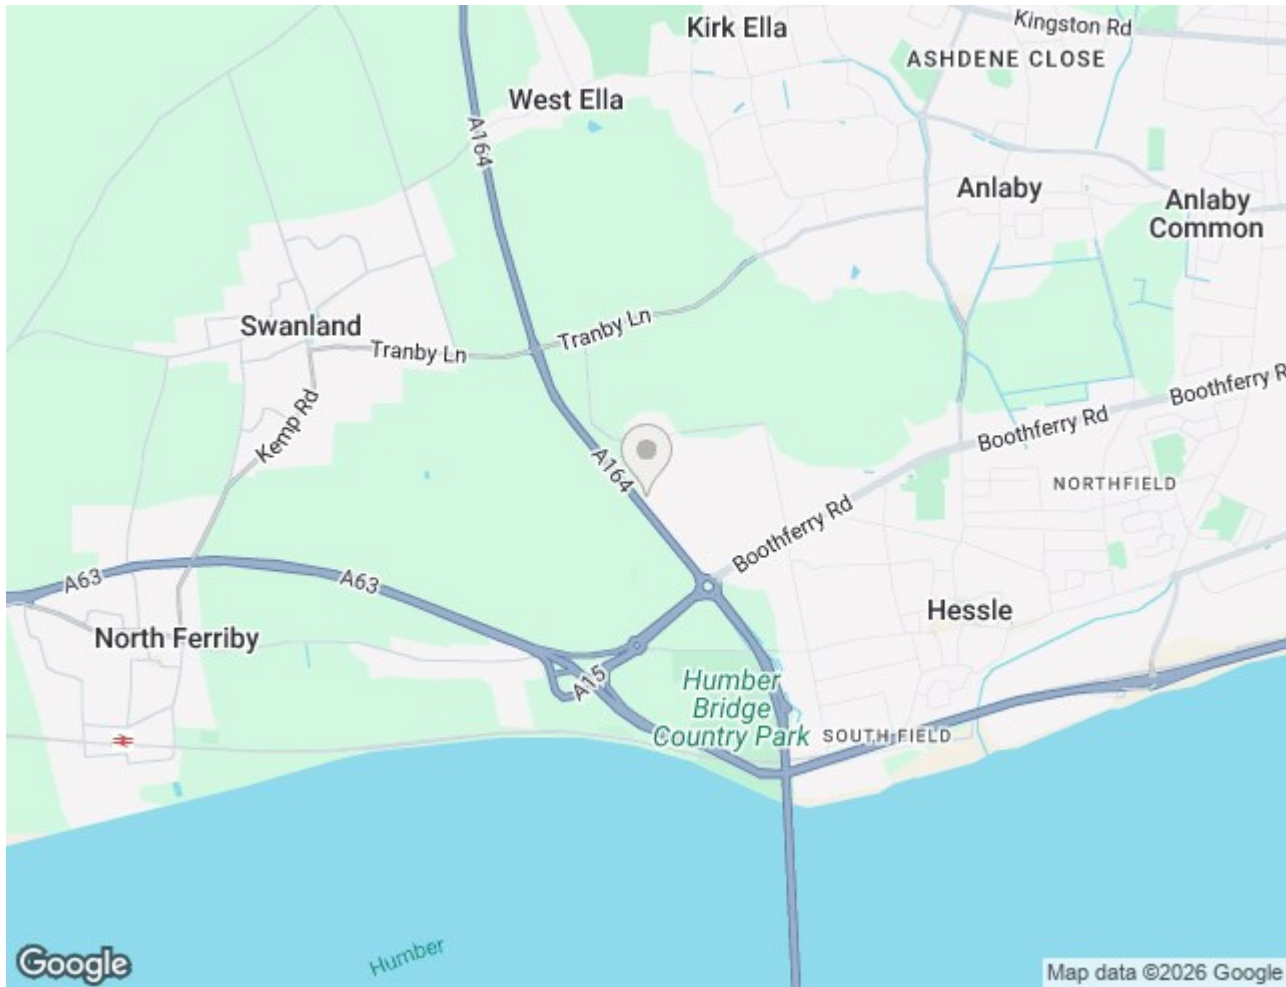 Kirk Ella
Kingston Rd
ASHDENE CLOSE
West Ella
A164
Anlaby
Anlaby
Common
Swanland
Tranby Ln
Tranby Ln
Kemp Rd
Boothferry R
Boothferry Rd
A164
NORTHFIELD
Boothferry Rd
A63
A63
Hessle
North Ferriby
A15
Humber
Bridge
Country Park
SOUTH FIELD
Humber
Google
Map data ©2026 Google